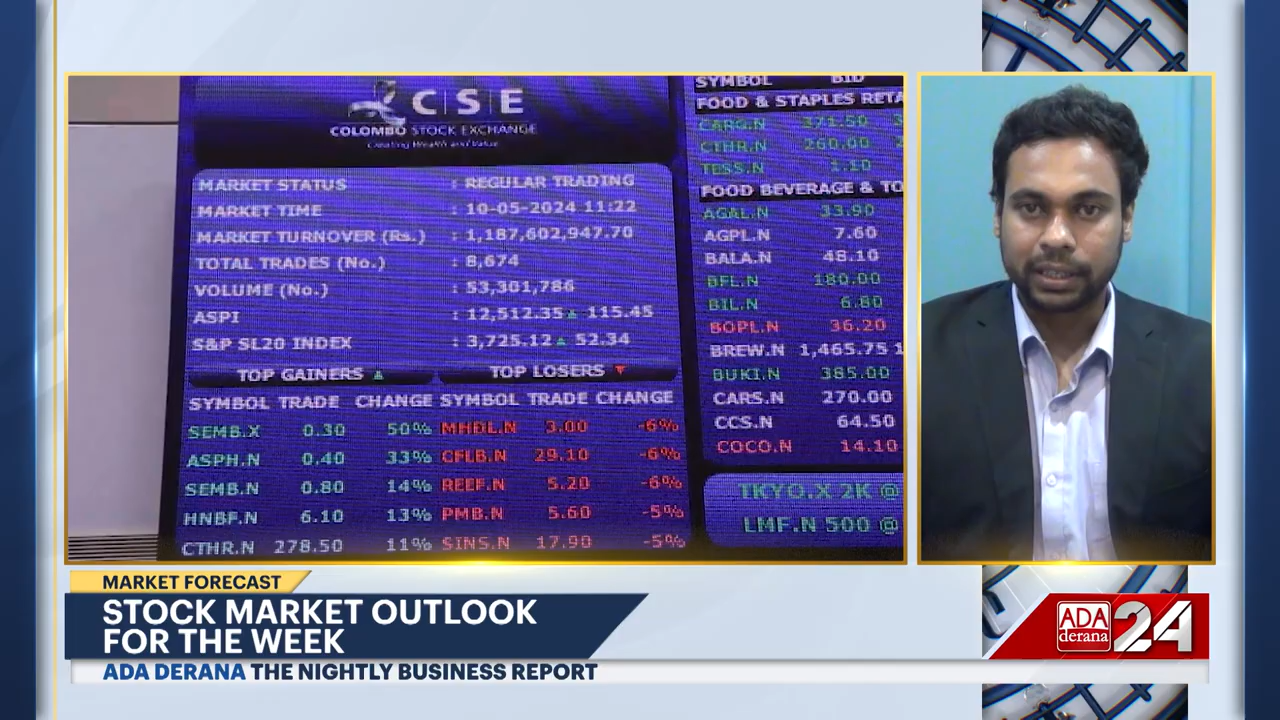 C|S|E
COLOMBO STOCK EXCHANGE
Creating Wealth and Value
MARKET STATUS : REGULAR TRADING
MARKET TIME : 10-05-2024 11:22
MARKET TURNOVER (Rs.) : 1,187,602,947.70
TOTAL TRADES (No.) : 8,674
VOLUME (No.) : 53,301,786
ASPI : 12,512.35 115.45
S&P SL20 INDEX : 3,725.12 52.34
TOP GAINERS TOP LOSERS
SYMBOL TRADE CHANGE SYMBOL TRADE CHANGE
SEMB.X 0.30 50% MHDL.N 3.00 -6%
ASPH.N 0.40 33% CFLB.N 29.10 -6%
SEMB.N 0.80 14% REEF.N 5.20 -6%
HNBF.N 6.10 13% PMB.N 5.60 -5%
CTHR.N 278.50 11% SINS.N 17.90 -5%
SYMBOL BID
FOOD & STAPLES RETA
CARG.N 371.50
CTHR.N 260.00
TESS.N 1.10
FOOD BEVERAGE & TO
AGAL.N 33.90
AGPL.N 7.60
BALA.N 48.10
BFL.N 180.00
BIL.N 6.80
BOPL.N 36.20
BREW.N 1,465.75 1
BUKI.N 385.00
CARS.N 270.00
CCS.N 64.50
COCO.N 14.10
TKYO.X 2K @
LMF.N 500 @
MARKET FORECAST
STOCK MARKET OUTLOOK
FOR THE WEEK
ADA DERANA THE NIGHTLY BUSINESS REPORT
ADA
derana
24